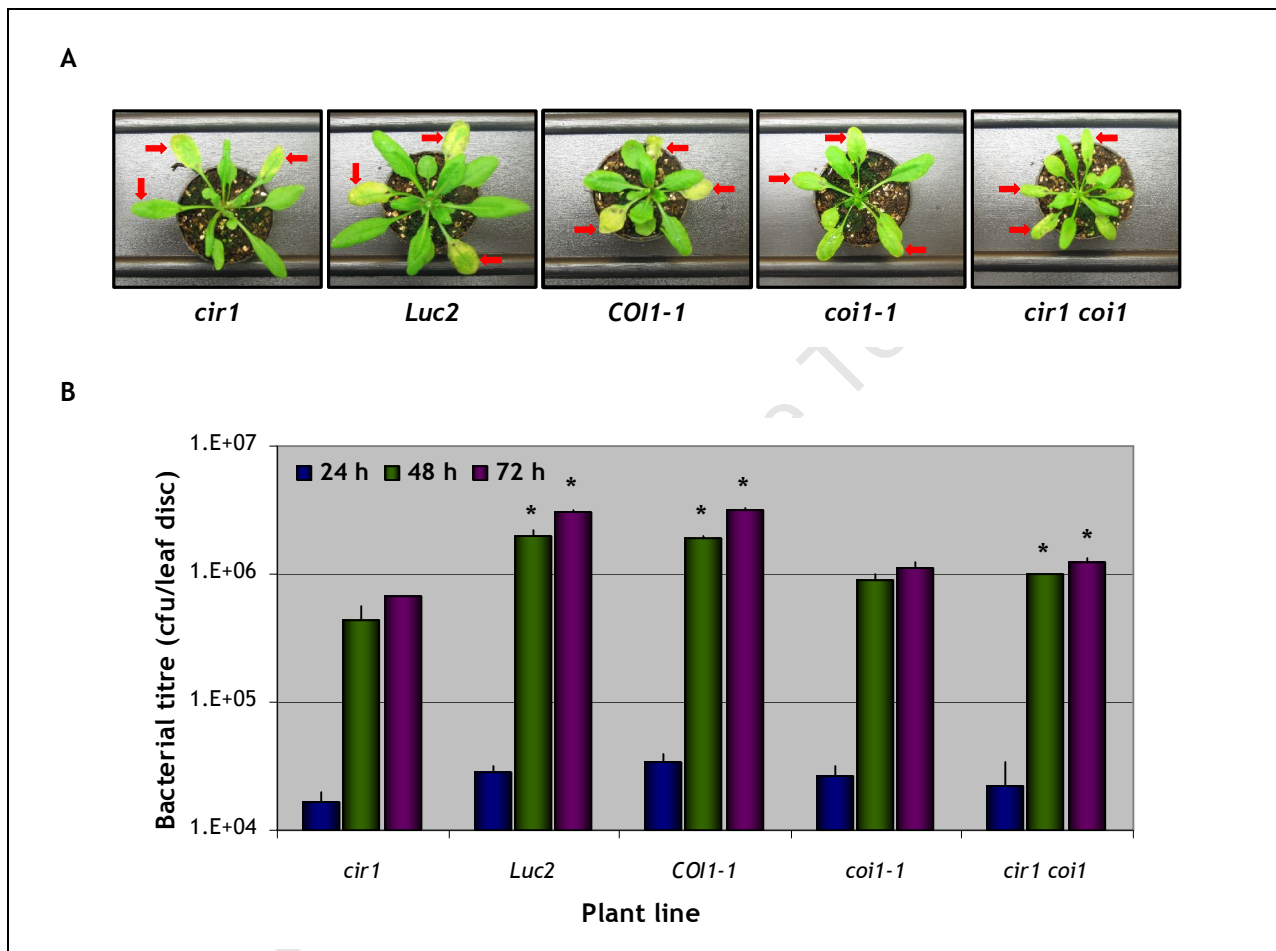 A
cir1 Luc2 COI1-1 coi1-1 cir1 coi1
B
Bacterial titre (cfu/leaf disc)
1.E+07
24 h 48 h 72 h
* * * * * *
1.E+06
1.E+05
1.E+04
cir1 Luc2 COI1-1 coi1-1 cir1 coi1
Plant line